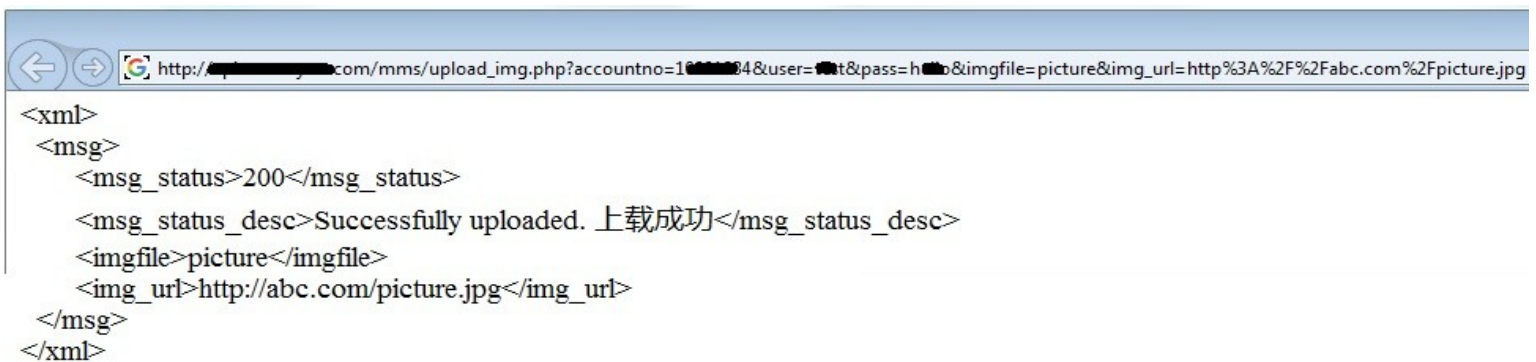 http:// com/mms/upload_img.php?accountno= &user= &pass= &imgfile=picture&img_url=http%3A%2F%2Fabc.com%2Fpicture.jpg
<xml>
<msg>
<msg_status>200</msg_status>
<msg_status_desc>Successfully uploaded. 上载成功</msg_status_desc>
<imgfile>picture</imgfile>
<img_url>http://abc.com/picture.jpg</img_url>
</msg>
</xml>